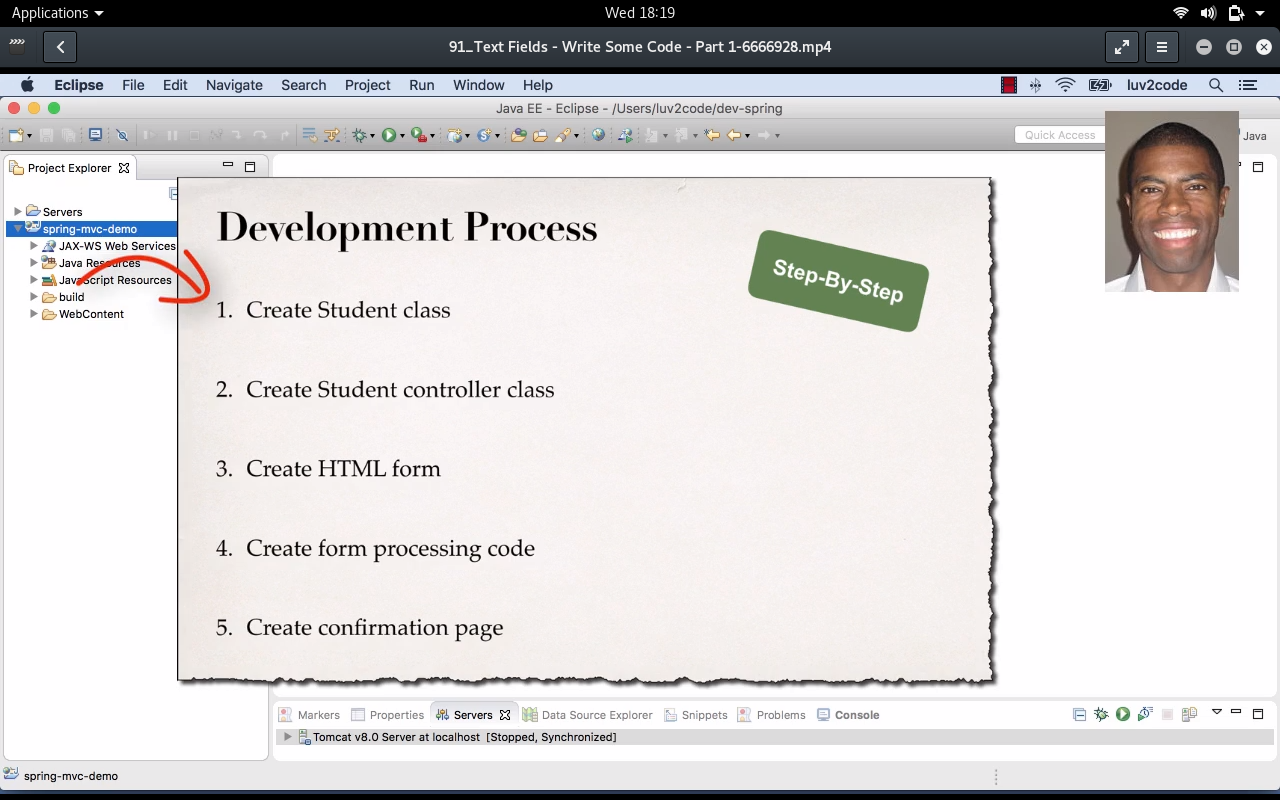 Applications
Wed 18:19
91_Text Fields - Write Some Code - Part 1-6666928.mp4
Eclipse File Edit Navigate Search Project Run Window Help
luv2code
Java EE - Eclipse - /Users/luv2code/dev-spring
Quick Access
Java
Project Explorer
Servers
spring-mvc-demo
JAX-WS Web Services
Java Resources
JavaScript Resources
build
WebContent
Development Process
Step-By-Step
1. Create Student class
2. Create Student controller class
3. Create HTML form
4. Create form processing code
5. Create confirmation page
Markers Properties Servers Data Source Explorer Snippets Problems Console
Tomcat v8.0 Server at localhost [Stopped, Synchronized]
spring-mvc-demo